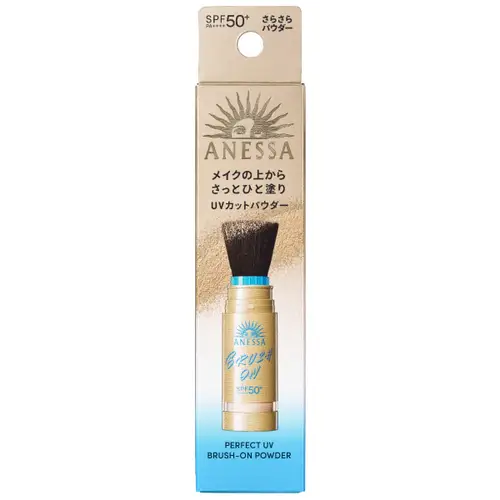 SPF50+
PA++++
さらさら
パウダー
ANESSA
メイクの上から
さっとひと塗り
UVカットパウダー
ANESSA
BRUSH
ON
SPF50+
PERFECT UV
BRUSH-ON POWDER